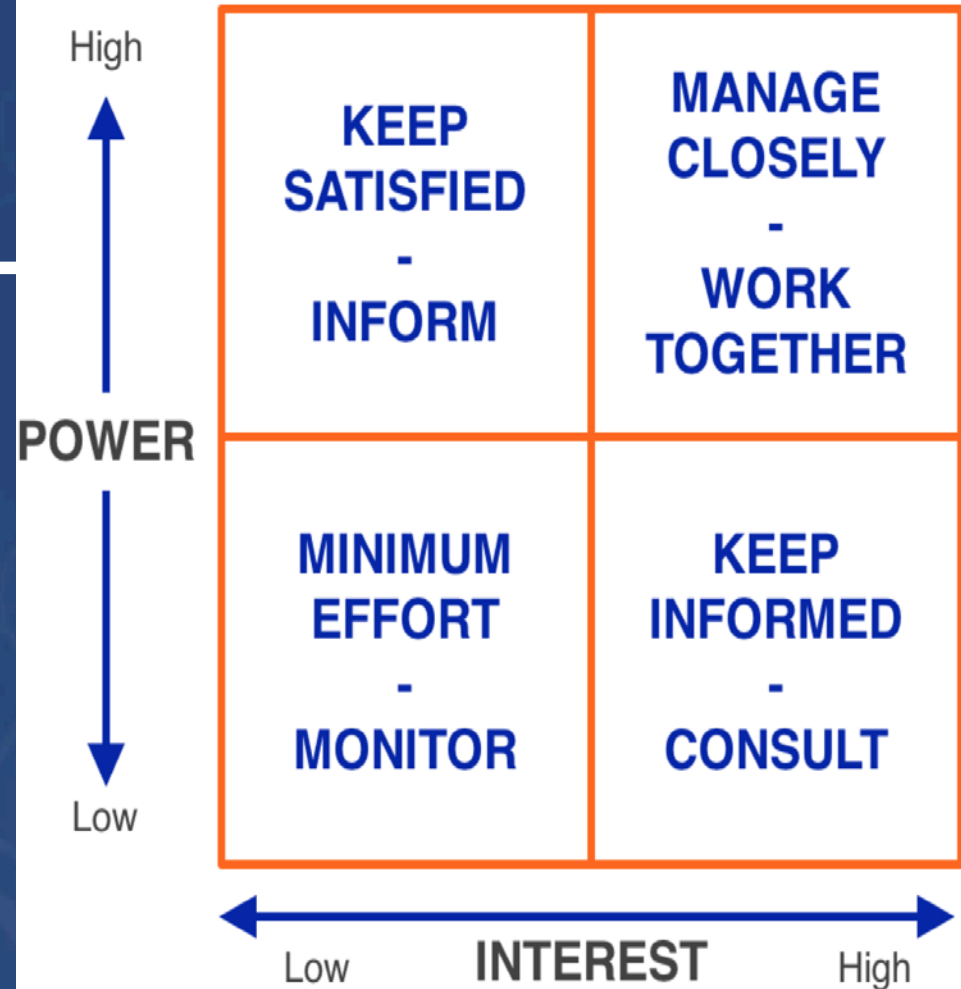 High
KEEP
SATISFIED
-
INFORM
MANAGE
CLOSELY
-
WORK
TOGETHER
POWER
MINIMUM
EFFORT
-
MONITOR
KEEP
INFORMED
-
CONSULT
Low
Low INTEREST High